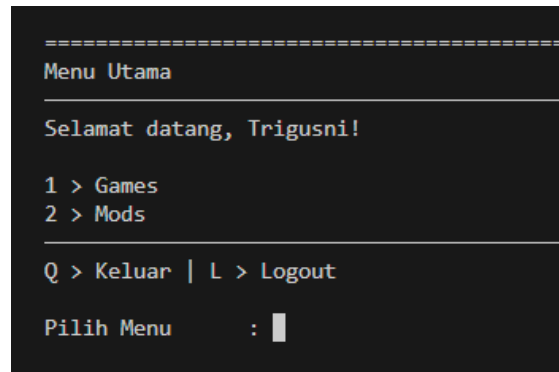 ========================================
Menu Utama
Selamat datang, Trigusni!
1 > Games
2 > Mods
Q > Keluar | L > Logout
Pilih Menu      :